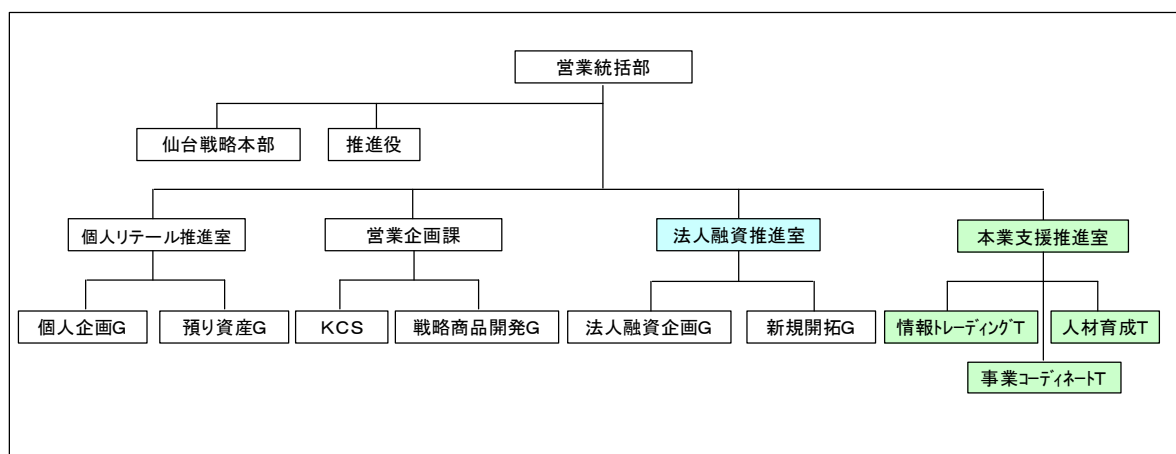 営業統括部
仙台戦略本部
推進役
個人リテール推進室
営業企画課
法人融資推進室
本業支援推進室
個人企画G
預り資産G
KCS
戦略商品開発G
法人融資企画G
新規開拓G
情報ﾄﾚｰﾃﾞｨﾝｸﾞT
人材育成T
事業ｺｰﾃﾞｨﾈｰﾄT